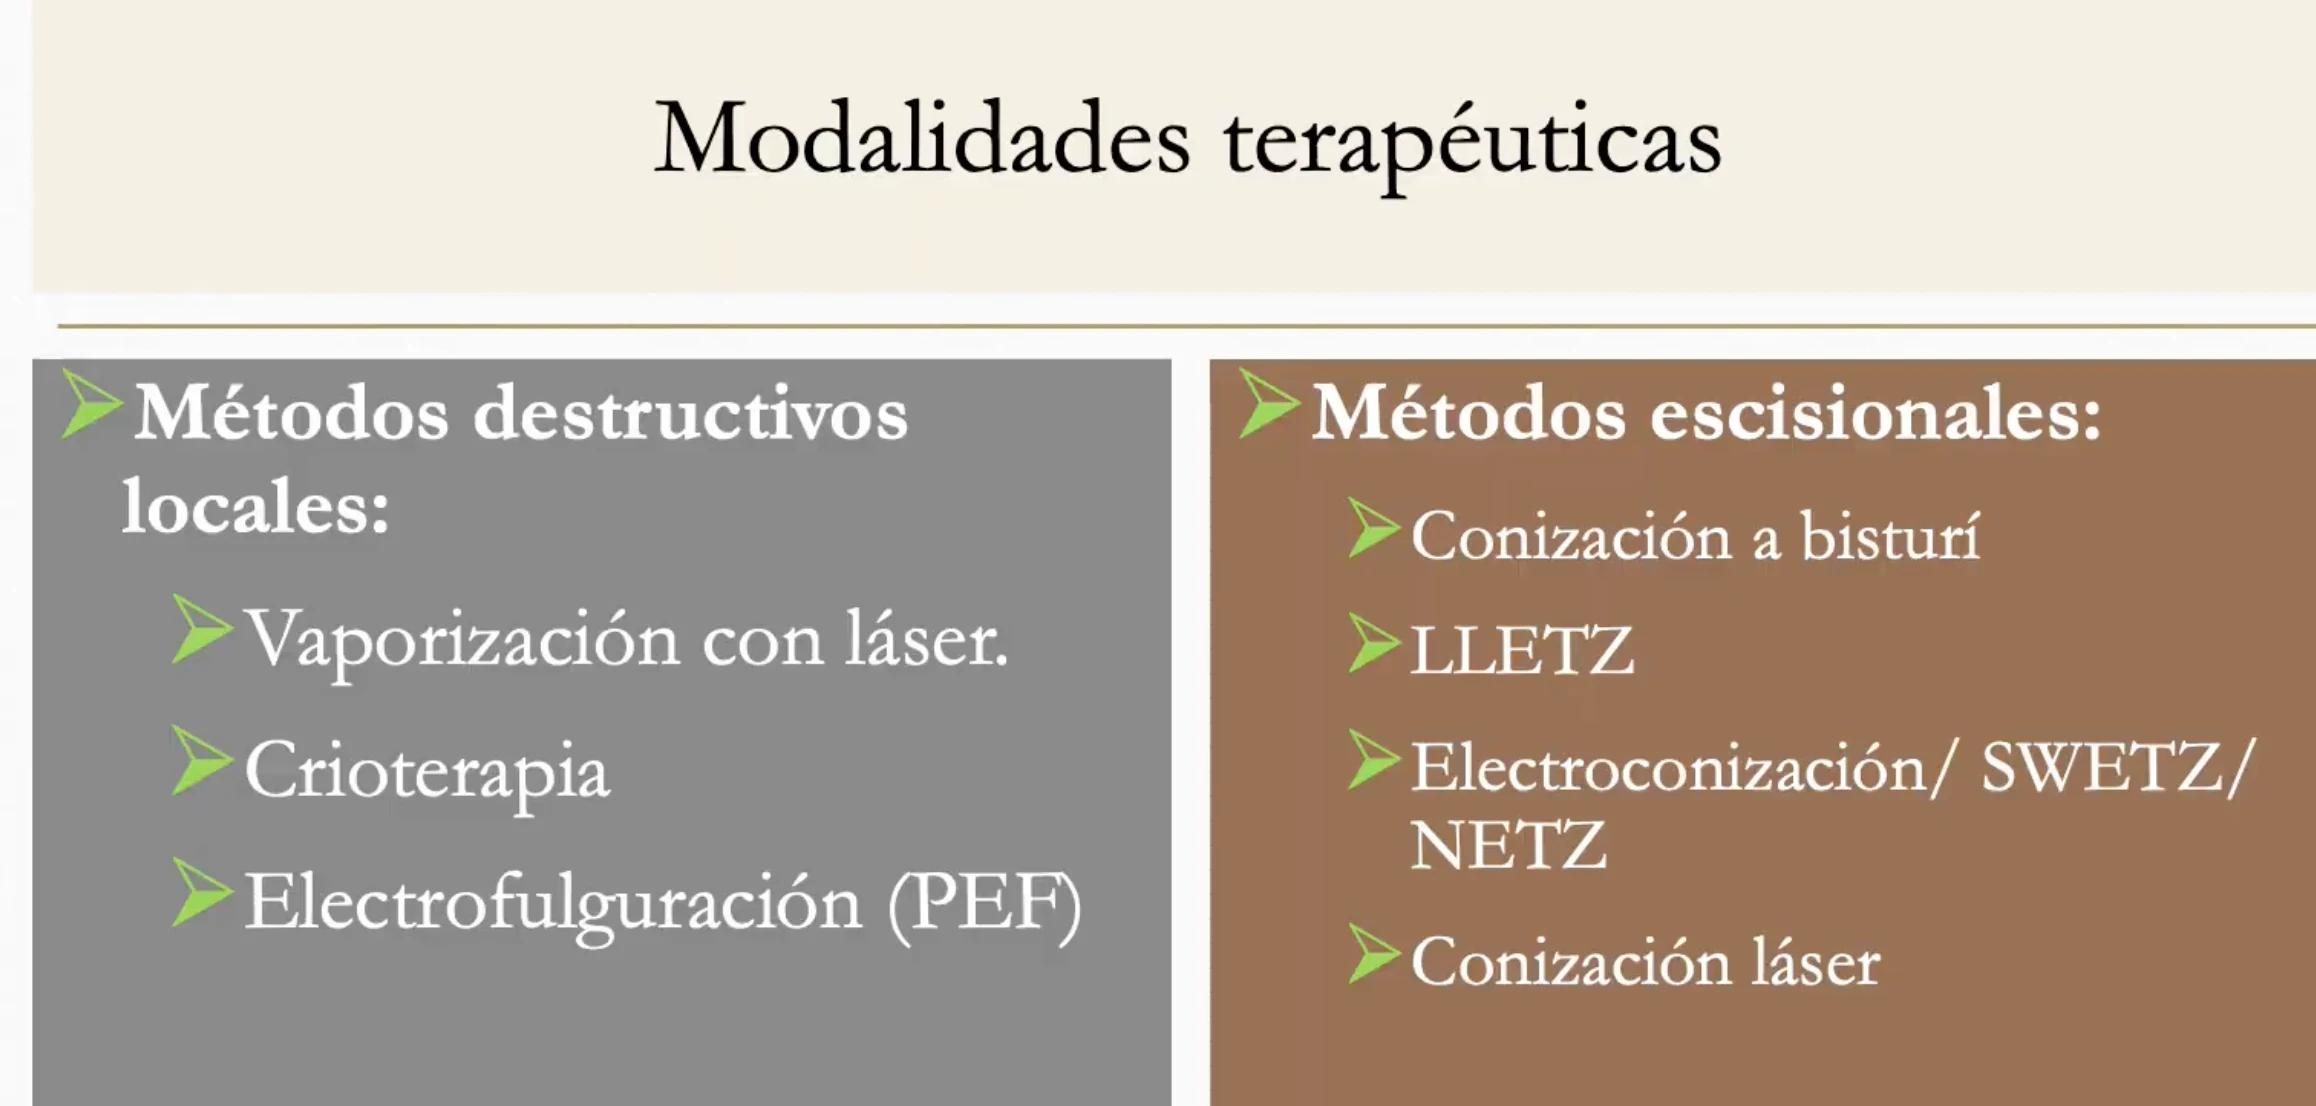 Modalidades terapéuticas
Métodos destructivos
locales:
Vaporización con láser.
Crioterapia
Electrofulguración (PEF)
Métodos escisionales:
Conización a bisturí
LLETZ
Electroconización/ SWETZ/
NETZ
Conización láser